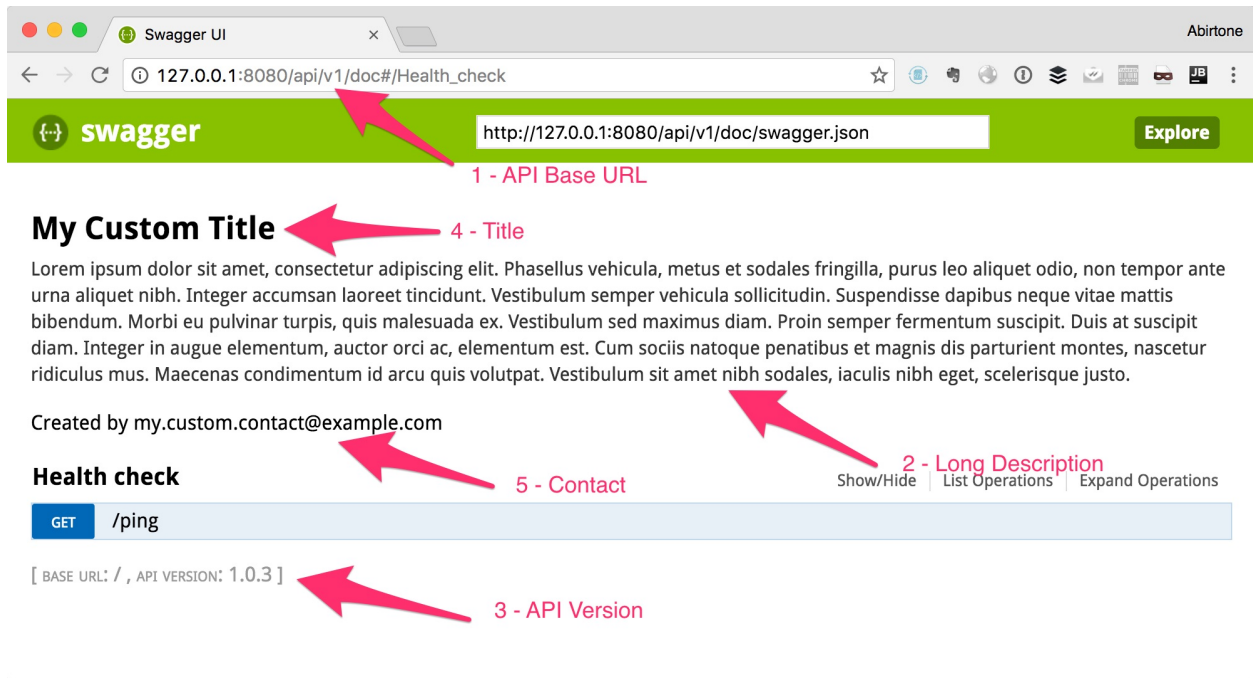 Swagger UI
Abirtone
127.0.0.1:8080/api/v1/doc#/Health_check
JB
{··} swagger
http://127.0.0.1:8080/api/v1/doc/swagger.json
Explore
1 - API Base URL
My Custom Title
4 - Title
Lorem ipsum dolor sit amet, consectetur adipiscing elit. Phasellus vehicula, metus et sodales fringilla, purus leo aliquet odio, non tempor ante
urna aliquet nibh. Integer accumsan laoreet tincidunt. Vestibulum semper vehicula sollicitudin. Suspendisse dapibus neque vitae mattis
bibendum. Morbi eu pulvinar turpis, quis malesuada ex. Vestibulum sed maximus diam. Proin semper fermentum suscipit. Duis at suscipit
diam. Integer in augue elementum, auctor orci ac, elementum est. Cum sociis natoque penatibus et magnis dis parturient montes, nascetur
ridiculus mus. Maecenas condimentum id arcu quis volutpat. Vestibulum sit amet nibh sodales, iaculis nibh eget, scelerisque justo.
Created by my.custom.contact@example.com
2 - Long Description
Health check
5 - Contact
Show/Hide List Operations Expand Operations
GET /ping
[ BASE URL: / , API VERSION: 1.0.3 ]
3 - API Version